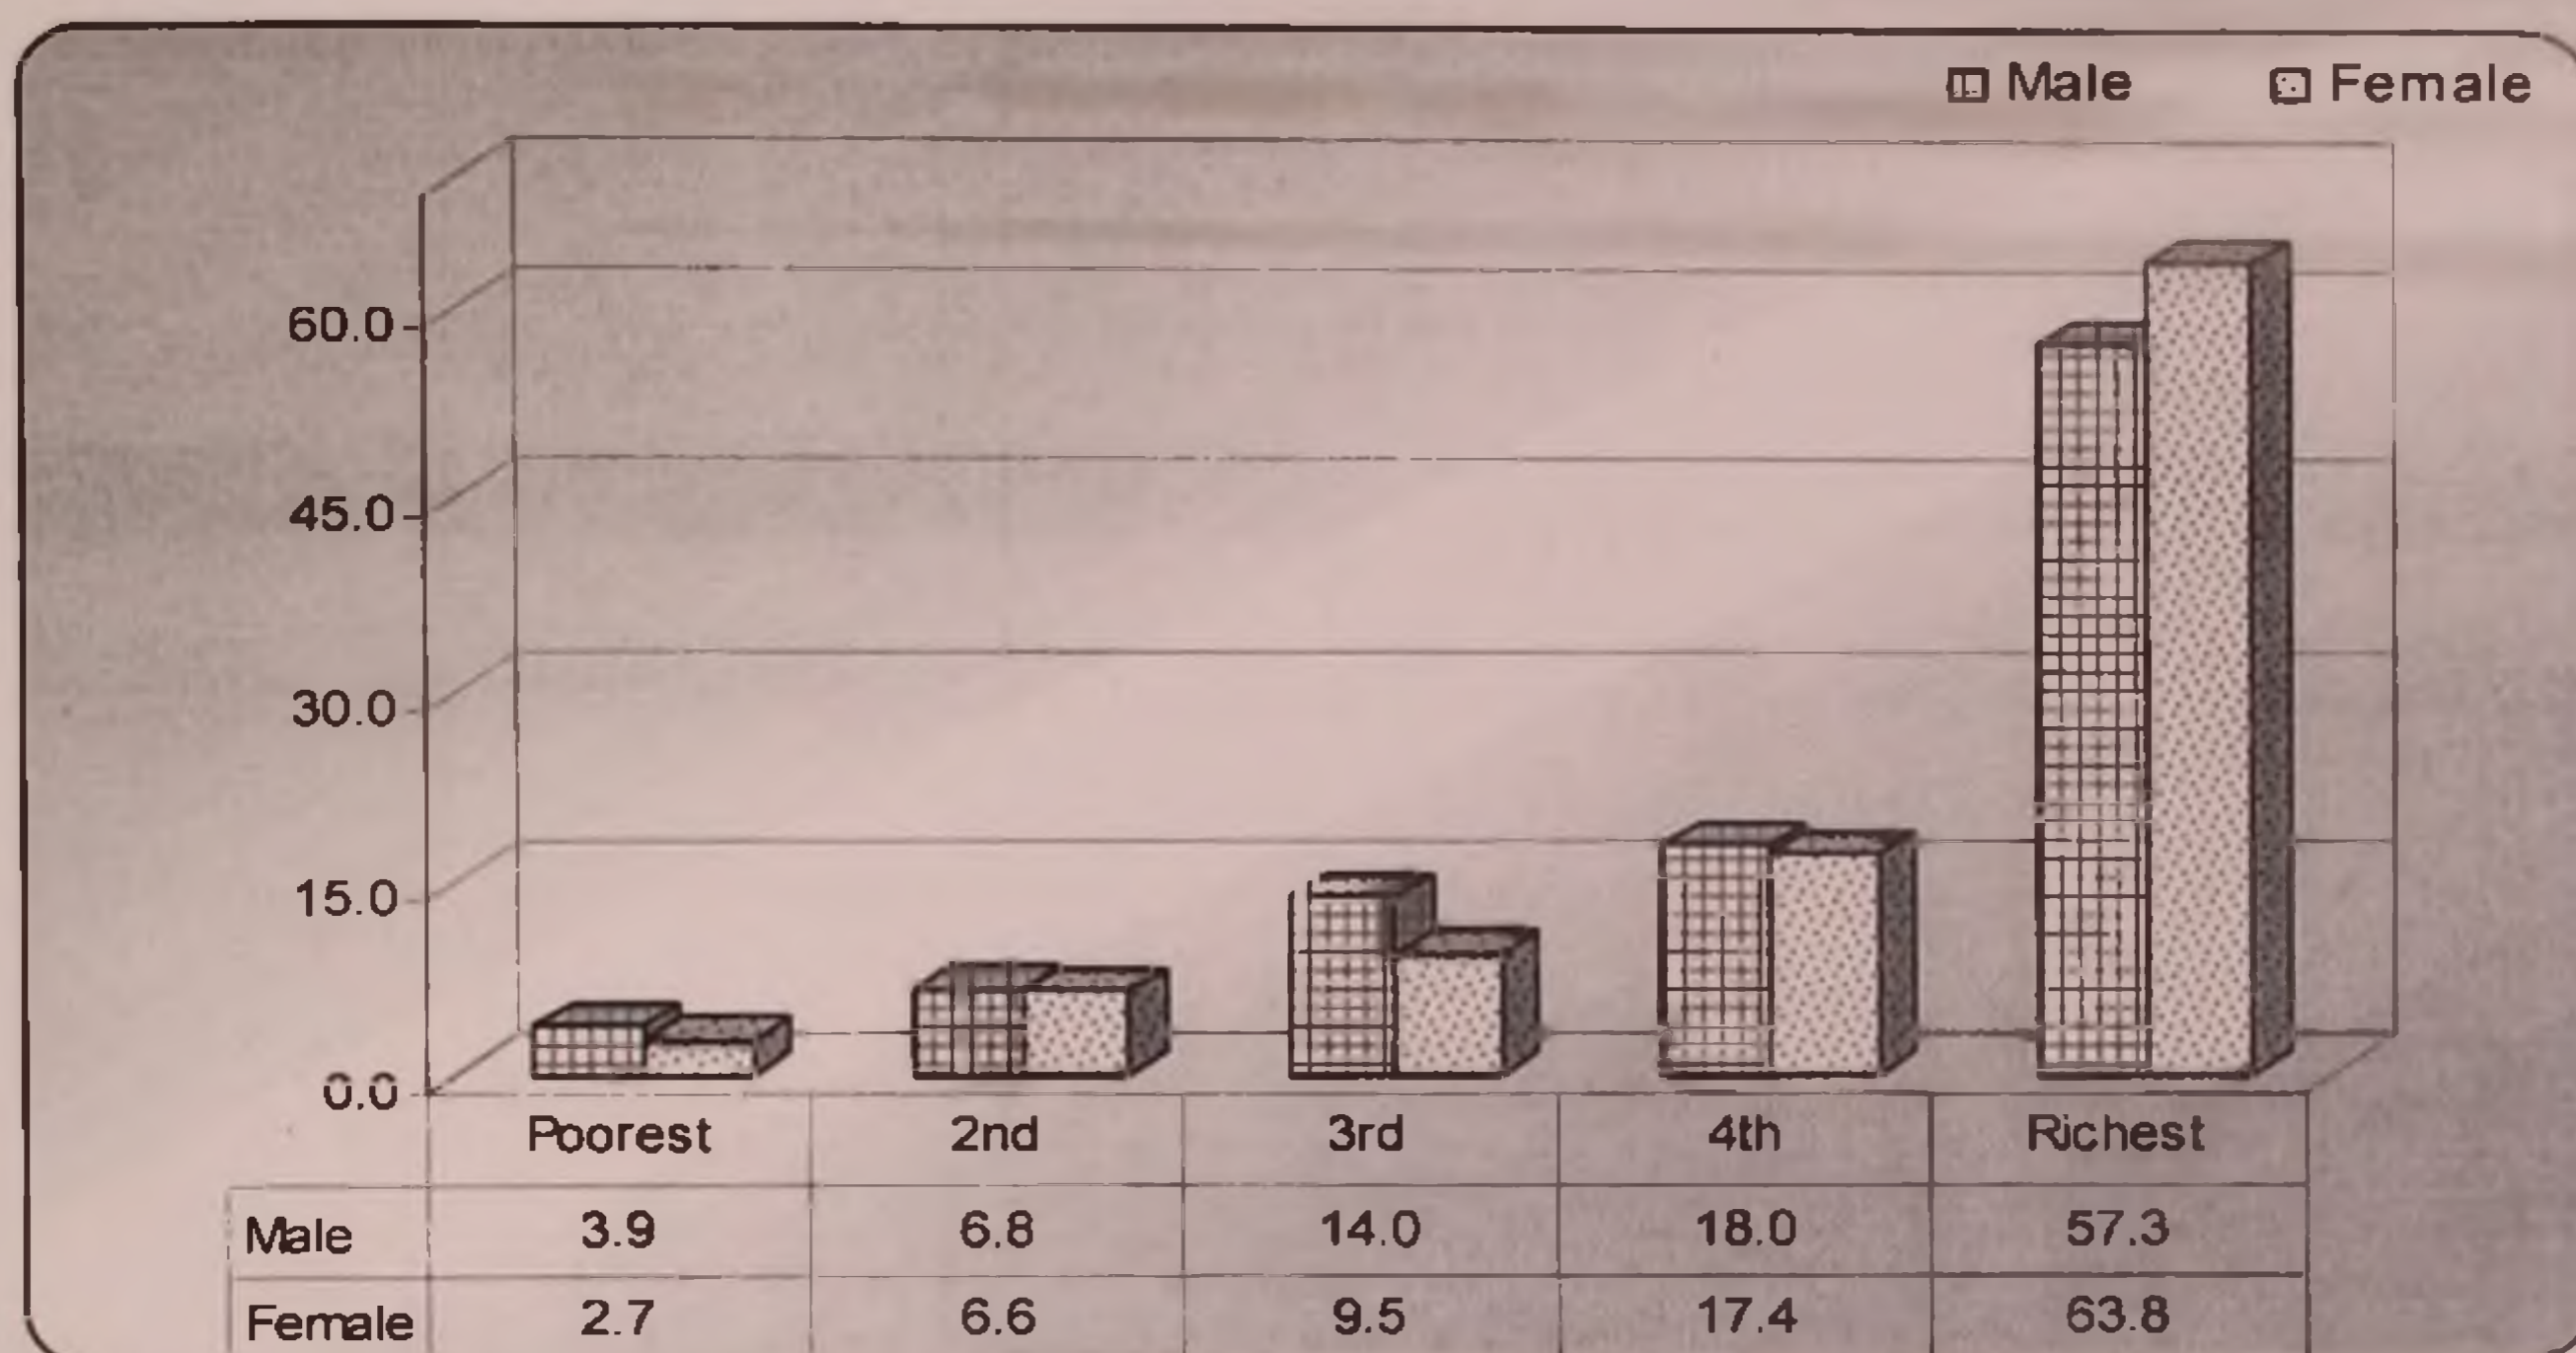 Male Female
60.0
45.0
30.0
15.0
0.0
Poorest 2nd 3rd 4th Richest
Male 3.9 6.8 14.0 18.0 57.3
Female 2.7 6.6 9.5 17.4 63.8